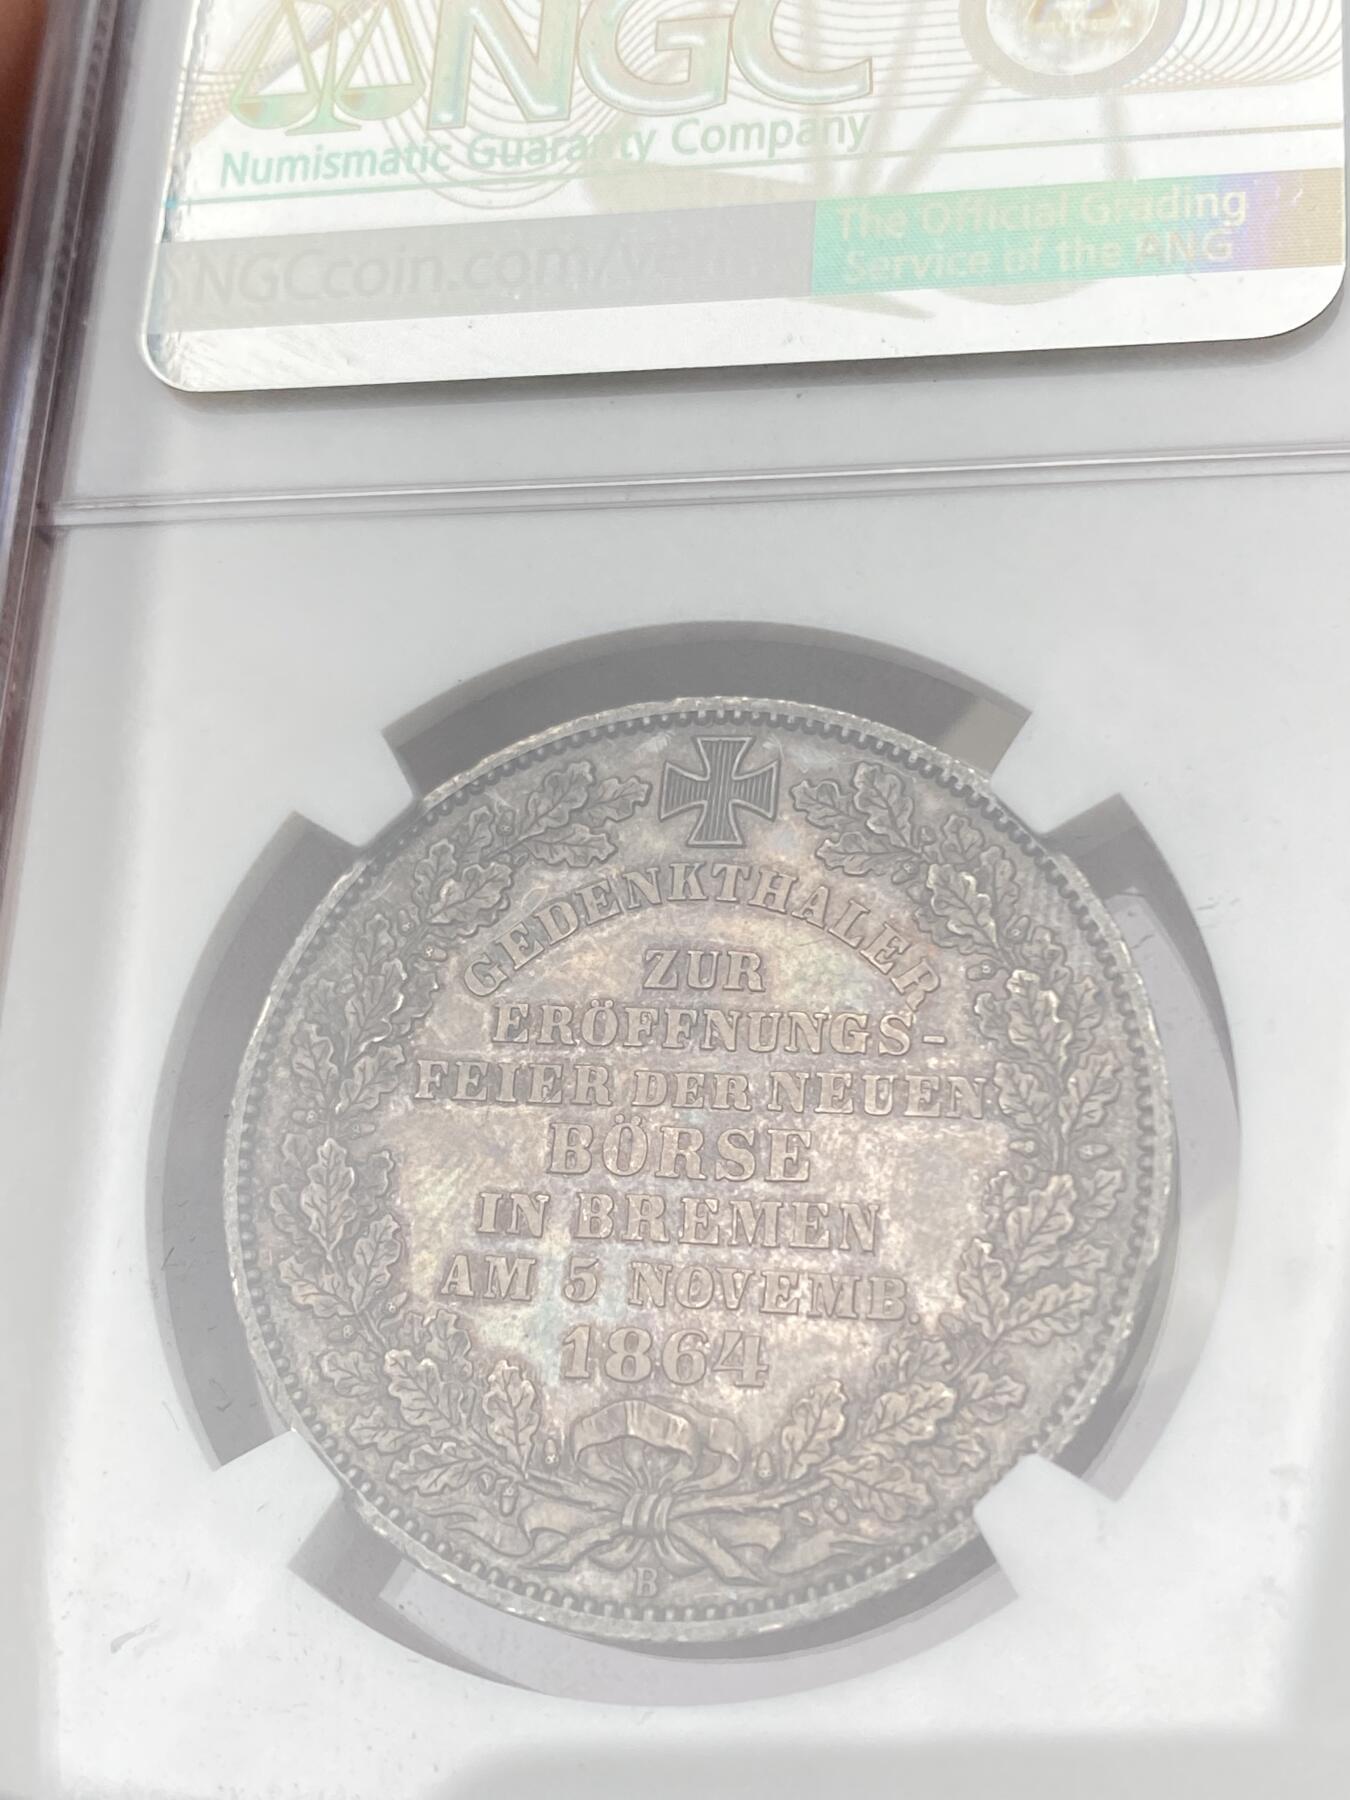 NGC
Numismatic Guaranty Company
NGCcoin.com/verify
The Official Grading
Service of the ANG
GEDENKTHALER
ZUR
ERÖFFNUNGS-
FEIER DER NEUEN
BÖRSE
IN BREMEN
AM 5 NOVEMB.
1864
B